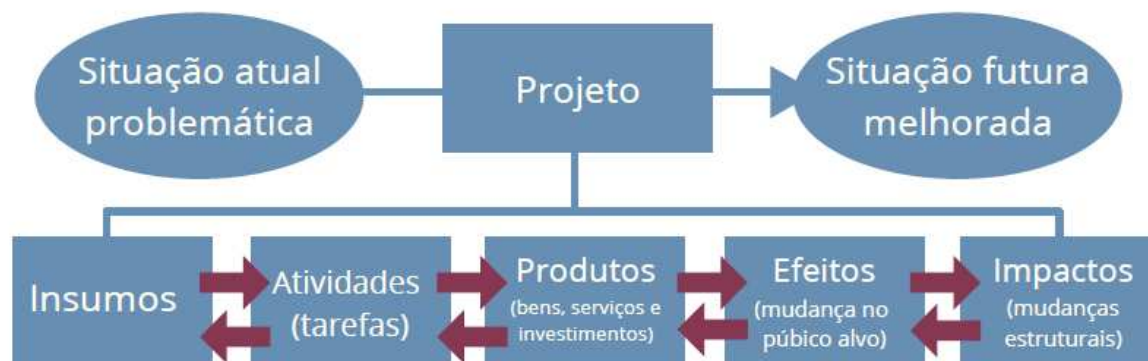 Situação atual
problemática
Projeto
Situação futura
melhorada
Insumos
Atividades
(tarefas)
Produtos
(bens, serviços e
investimentos)
Efeitos
(mudança no
púbico alvo)
Impactos
(mudanças
estruturais)